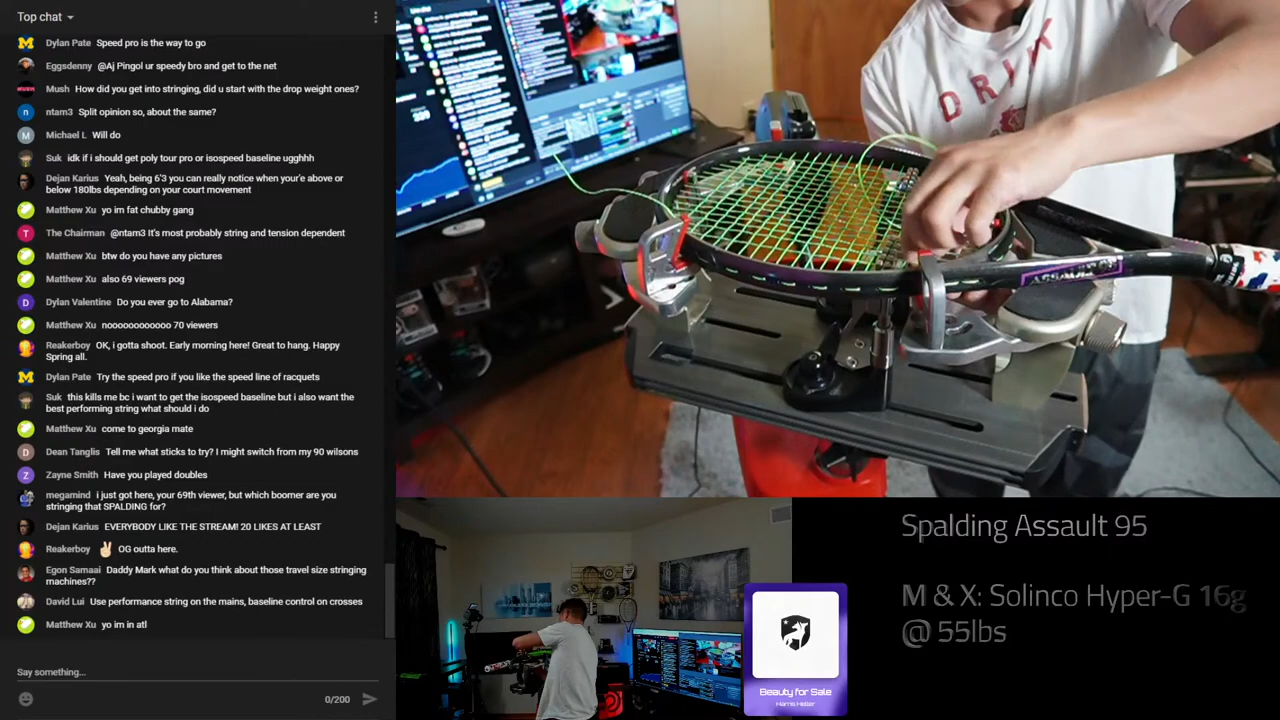 Top chat
Dylan Pate Speed pro is the way to go
Eggsdenny @Aj Pingol ur speedy bro and get to the net
Mush How did you get into stringing, did u start with the drop weight ones?
ntam3 Split opinion so, about the same?
Michael L Will do
Suk idk if i should get poly tour pro or isospeed baseline ugghhh
Dejan Karius Yeah, being 6'3 you can really notice when your'e above or
below 180lbs depending on your court movement
Matthew Xu yo im fat chubby gang
The Chairman @ntam3 It's most probably string and tension dependent
Matthew Xu btw do you have any pictures
Matthew Xu also 69 viewers pog
Dylan Valentine Do you ever go to Alabama?
Matthew Xu noooooooooooo 70 viewers
Reakerboy OK, i gotta shoot. Early morning here! Great to hang. Happy
Spring all.
Dylan Pate Try the speed pro if you like the speed line of racquets
Suk this kills me bc i want to get the isospeed baseline but i also want the
best performing string what should i do
Matthew Xu come to georgia mate
Dean Tanglis Tell me what sticks to try? I might switch from my 90 wilsons
Zayne Smith Have you played doubles
megamind i just got here, your 69th viewer, but which boomer are you
stringing that SPALDING for?
Dejan Karius EVERYBODY LIKE THE STREAM! 20 LIKES AT LEAST
Reakerboy ✌🏻 OG outta here.
Egon Samaai Daddy Mark what do you think about those travel size stringing
machines??
David Lui Use performance string on the mains, baseline control on crosses
Matthew Xu yo im in atl
Say something...
0/200
DRIX
ASSAULT 95
Spalding Assault 95
M & X: Solinco Hyper-G 16g
@ 55lbs
Beauty for Sale
Harris Heller